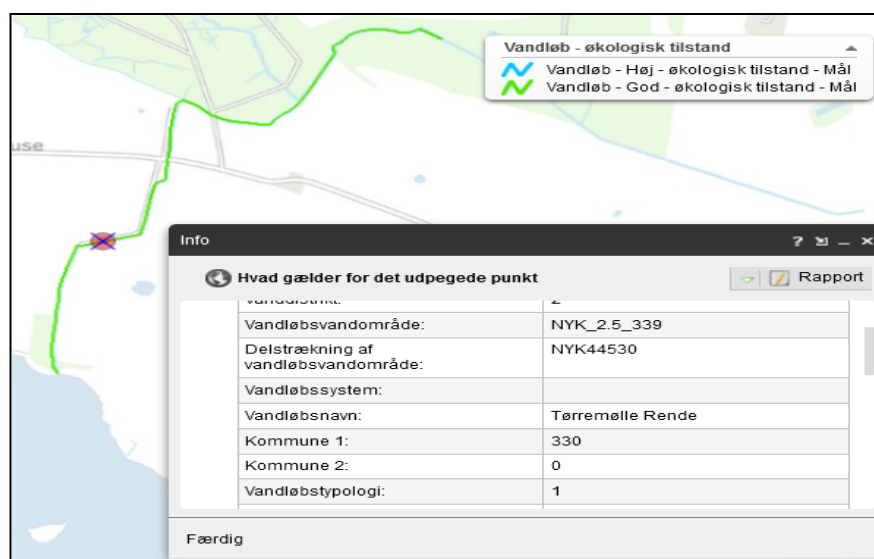 Vandløb - økologisk tilstand
Vandløb - Høj - økologisk tilstand - Mål
Vandløb - God - økologisk tilstand - Mål
use
Info
Hvad gælder for det udpegede punkt
Rapport
Vanddistrikt: 2
Vandløbsvandområde: NYK_2.5_339
Delstrækning af NYK44530
vandløbsvandområde:
Vandløbssystem:
Vandløbsnavn: Tørremølle Rende
Kommune 1: 330
Kommune 2: 0
Vandløbstypologi: 1
Færdig